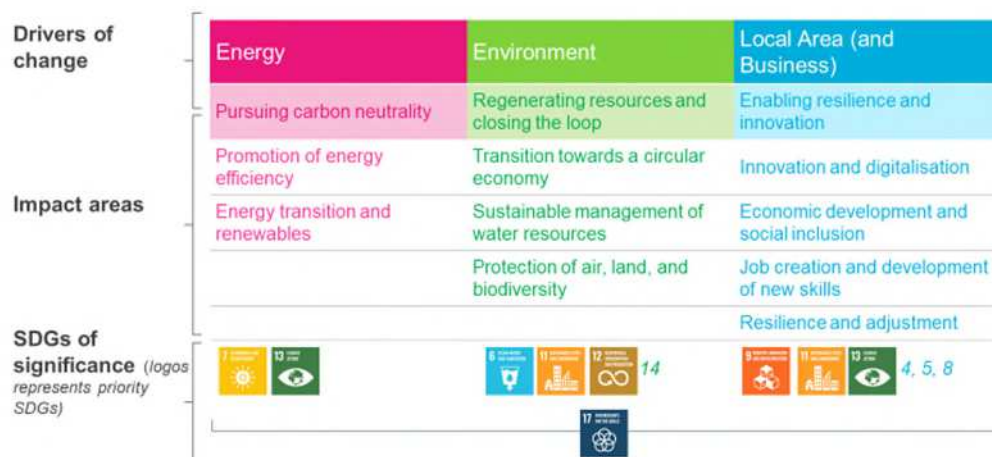 Drivers of
change
Energy
Environment
Local Area (and
Business)
Pursuing carbon neutrality
Regenerating resources and
closing the loop
Enabling resilience and
innovation
Impact areas
Promotion of energy
efficiency
Transition towards a circular
economy
Innovation and digitalisation
Energy transition and
renewables
Sustainable management of
water resources
Economic development and
social inclusion
Protection of air, land, and
biodiversity
Job creation and development
of new skills
Resilience and adjustment
SDGs of
significance (logos
represents priority
SDGs)
7
13
6
11
12
14
9
11
13
4, 5, 8
17